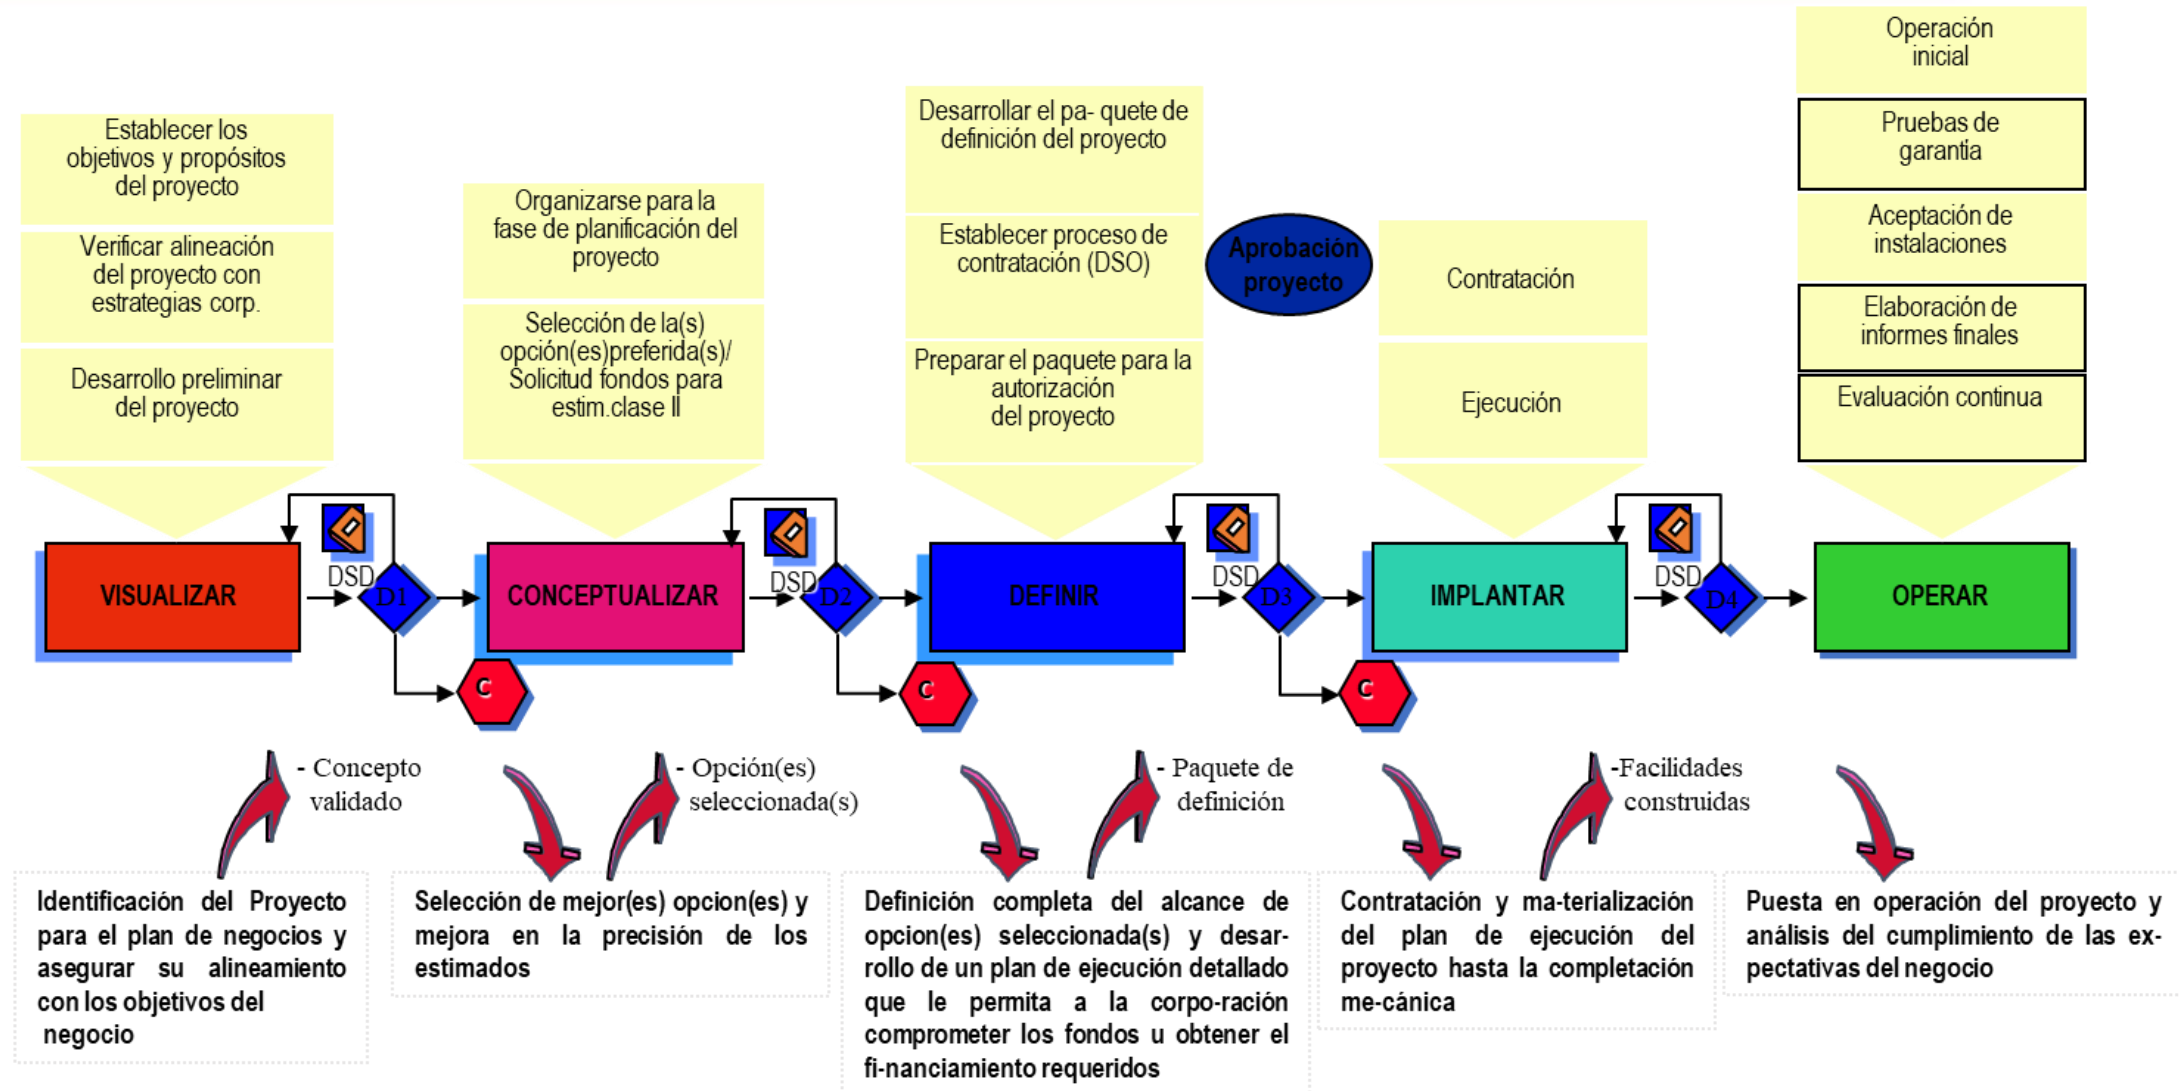 Establecer los
objetivos y propósitos
del proyecto
Verificar alineación
del proyecto con
estrategias corp.
Desarrollo preliminar
del proyecto
Organizarse para la
fase de planificación del
proyecto
Selección de la(s)
opción(es)preferida(s)/
Solicitud fondos para
estim.clase II
Desarrollar el pa- quete de
definición del proyecto
Establecer proceso de
contratación (DSO)
Preparar el paquete para la
autorización
del proyecto
Aprobación
proyecto
Contratación
Ejecución
Operación
inicial
Pruebas de
garantía
Aceptación de
instalaciones
Elaboración de
informes finales
Evaluación continua
VISUALIZAR
DSD
D1
C
CONCEPTUALIZAR
DSD
D2
C
DEFINIR
DSD
D3
C
IMPLANTAR
DSD
D4
OPERAR
- Concepto
validado
- Opción(es)
seleccionada(s)
- Paquete de
definición
-Facilidades
construidas
Identificación del Proyecto
para el plan de negocios y
asegurar su alineamiento
con los objetivos del
negocio
Selección de mejor(es) opcion(es) y
mejora en la precisión de los
estimados
Definición completa del alcance de
opcion(es) seleccionada(s) y desar-
rollo de un plan de ejecución detallado
que le permita a la corpo-ración
comprometer los fondos u obtener el
fi-nanciamiento requeridos
Contratación y ma-terialización
del plan de ejecución del
proyecto hasta la completación
me-cánica
Puesta en operación del proyecto y
análisis del cumplimiento de las ex-
pectativas del negocio